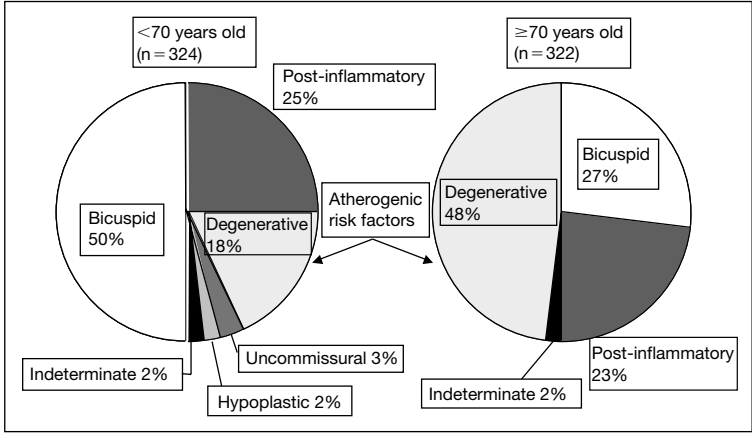 <70 years old
(n = 324)
Post-inflammatory
25%
Bicuspid
50%
Degenerative
18%
Indeterminate 2%
Hypoplastic 2%
Uncommissural 3%
Atherogenic
risk factors
≥70 years old
(n = 322)
Bicuspid
27%
Degenerative
48%
Post-inflammatory
23%
Indeterminate 2%